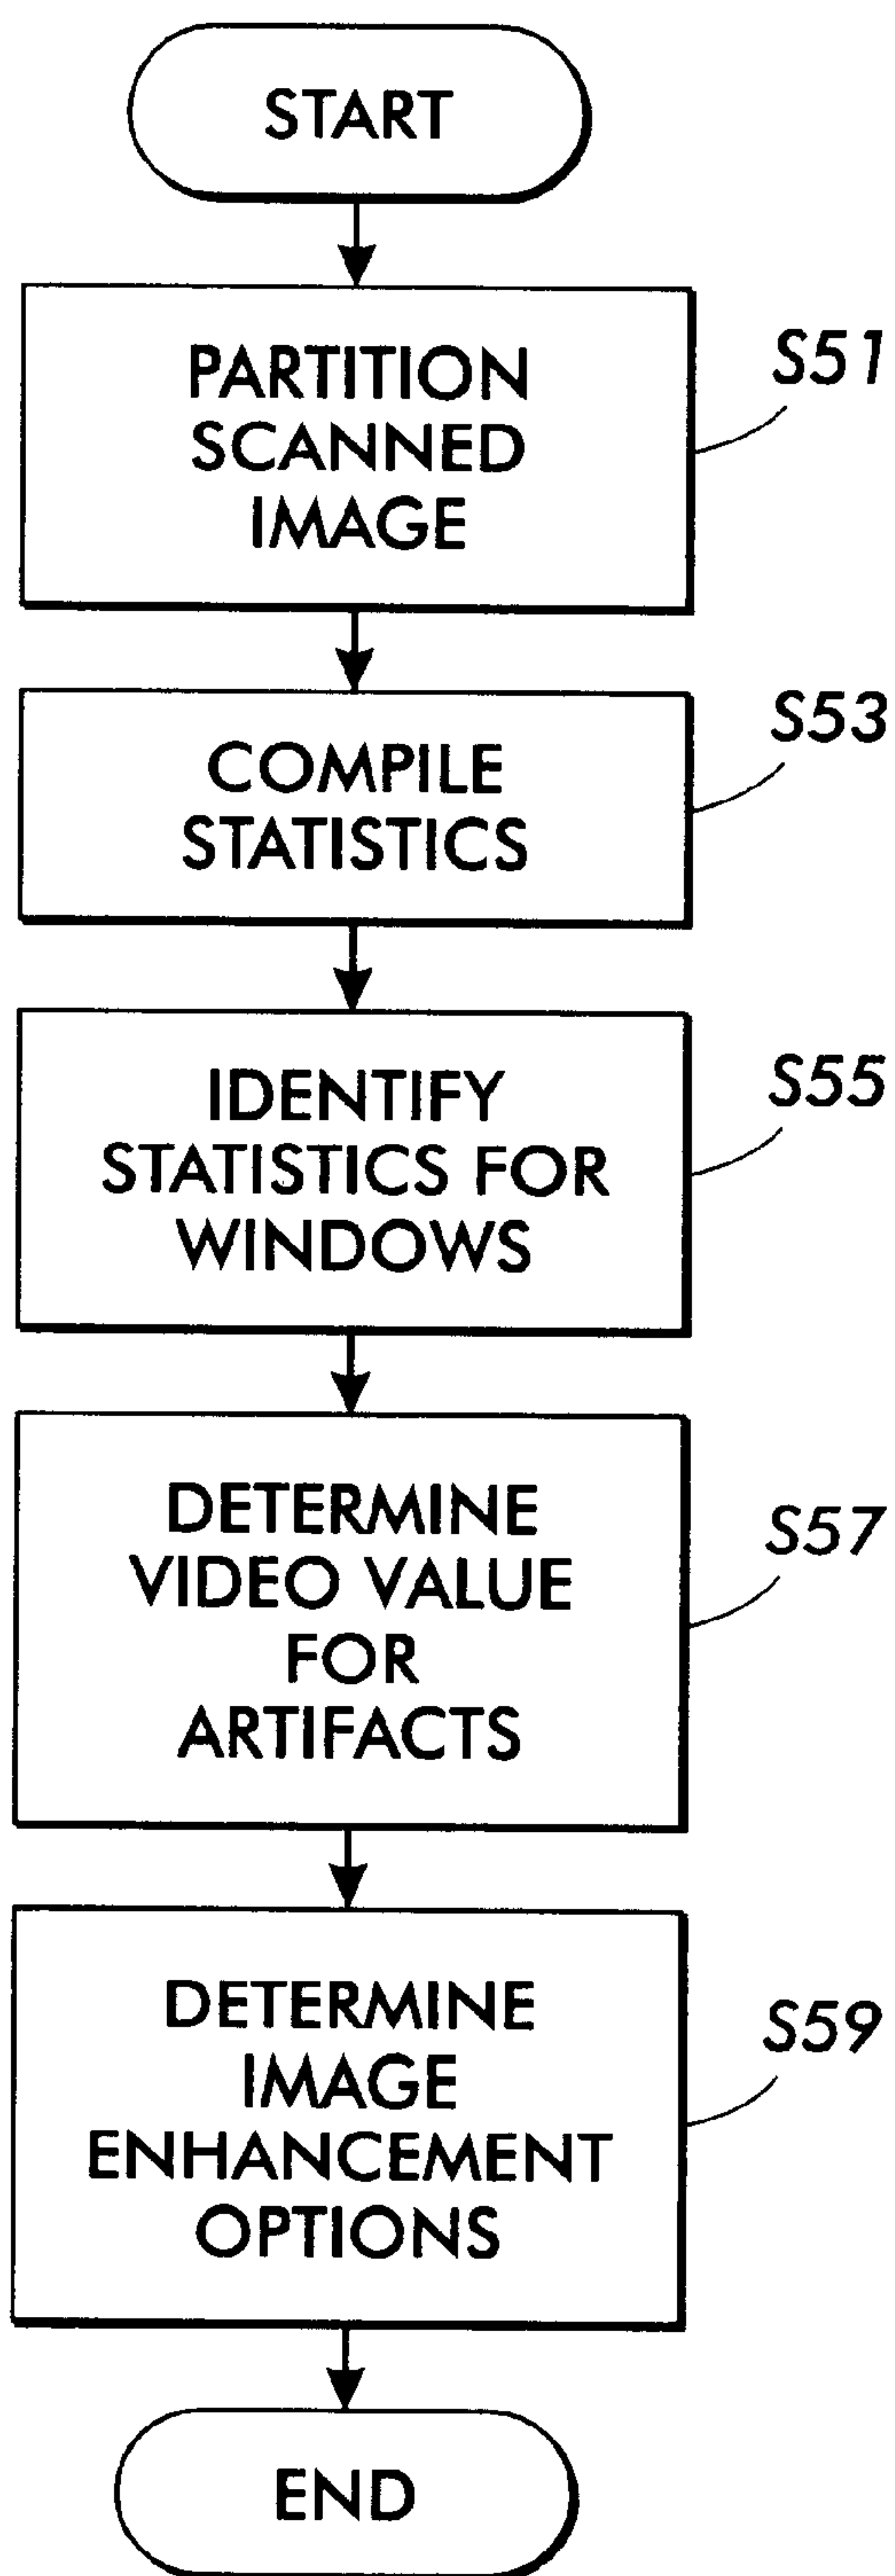 START
PARTITION
SCANNED
IMAGE
S51
COMPILE
STATISTICS
S53
IDENTIFY
STATISTICS FOR
WINDOWS
S55
DETERMINE
VIDEO VALUE
FOR
ARTIFACTS
S57
DETERMINE
IMAGE
ENHANCEMENT
OPTIONS
S59
END